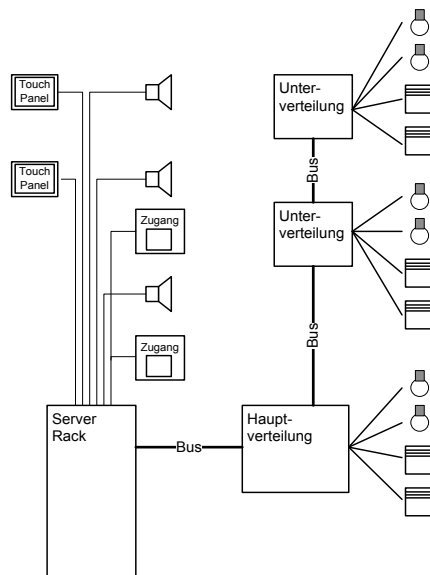 Touch
Panel
Unter-
verteilung
Bus
Touch
Panel
Zugang
Unter-
verteilung
Bus
Zugang
Server
Rack
Haupt-
verteilung
Bus